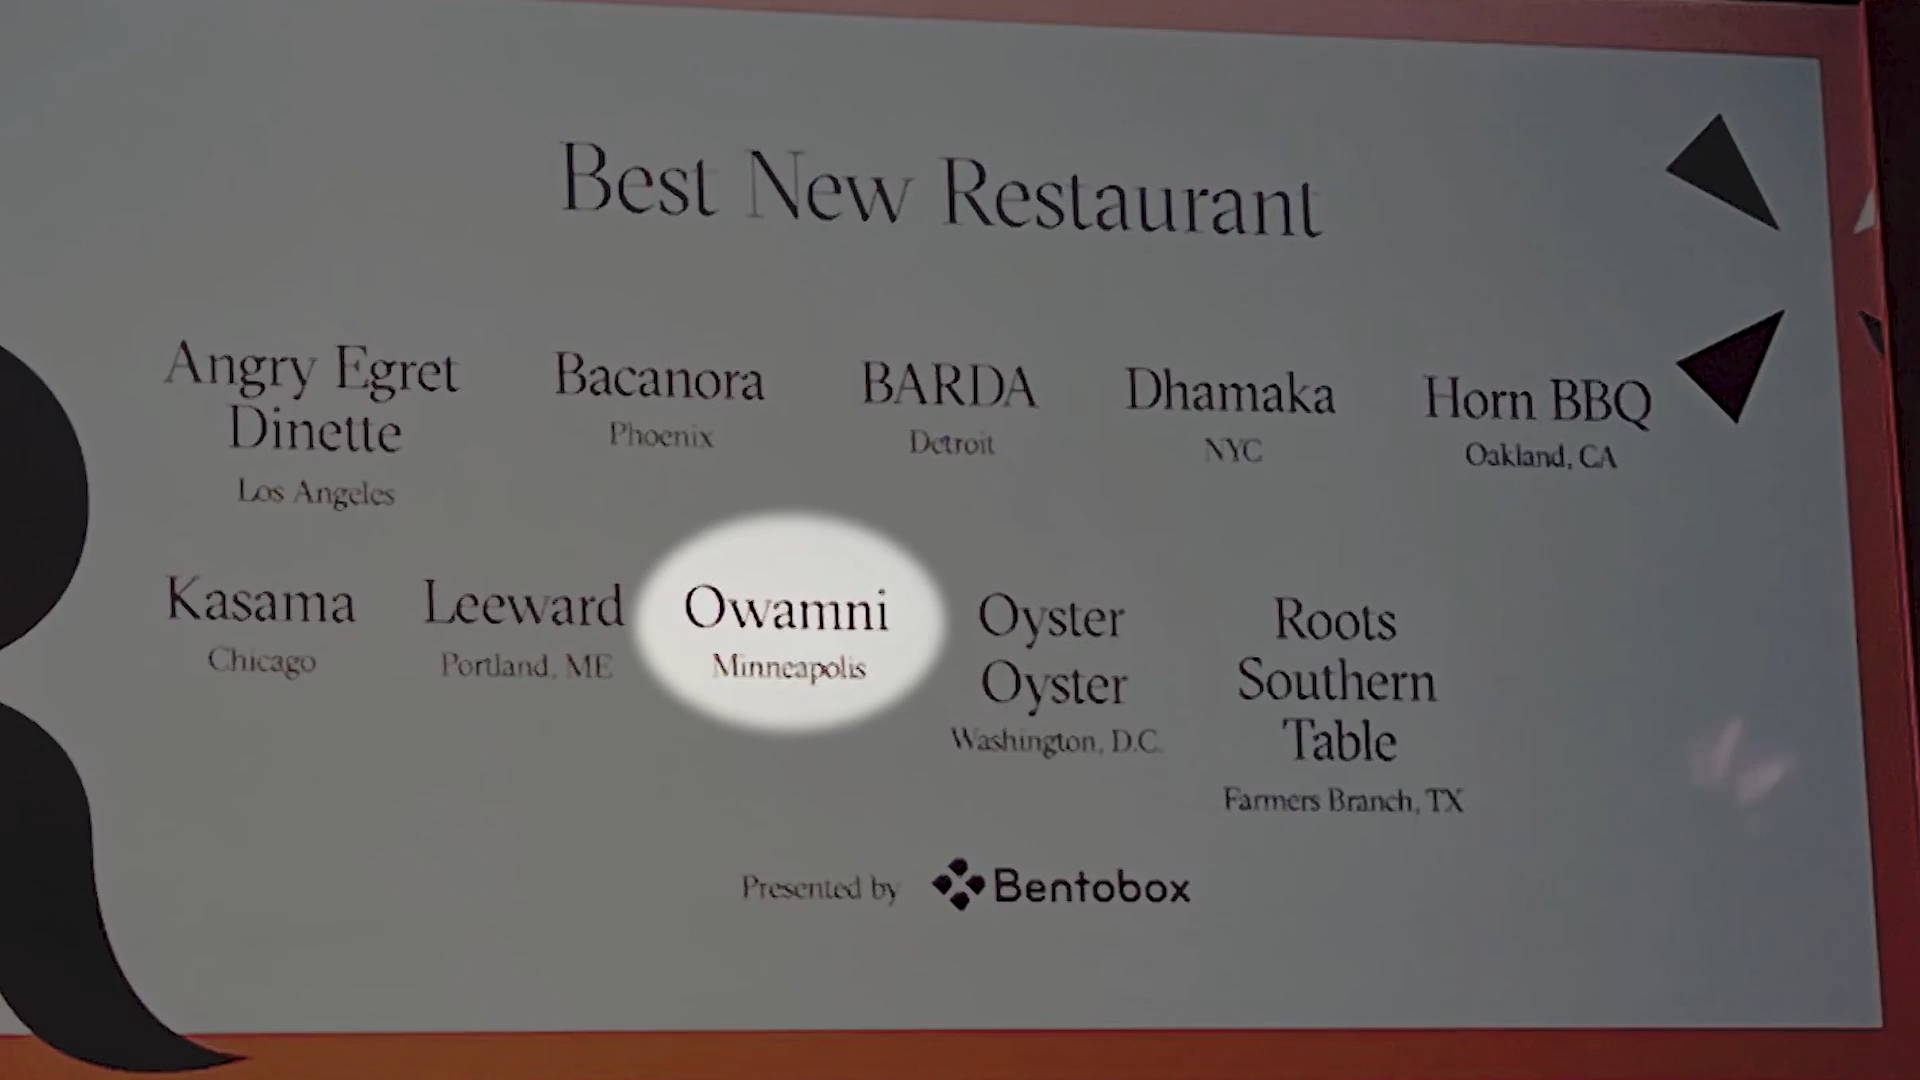 Best New Restaurant
Angry Egret
Dinette
Los Angeles
Bacanora
Phoenix
BARDA
Detroit
Dhamaka
NYC
Horn BBQ
Oakland, CA
Kasama
Chicago
Leeward
Portland, ME
Owamni
Minneapolis
Oyster
Oyster
Washington, D.C.
Roots
Southern
Table
Farmers Branch, TX
Presented by Bentobox